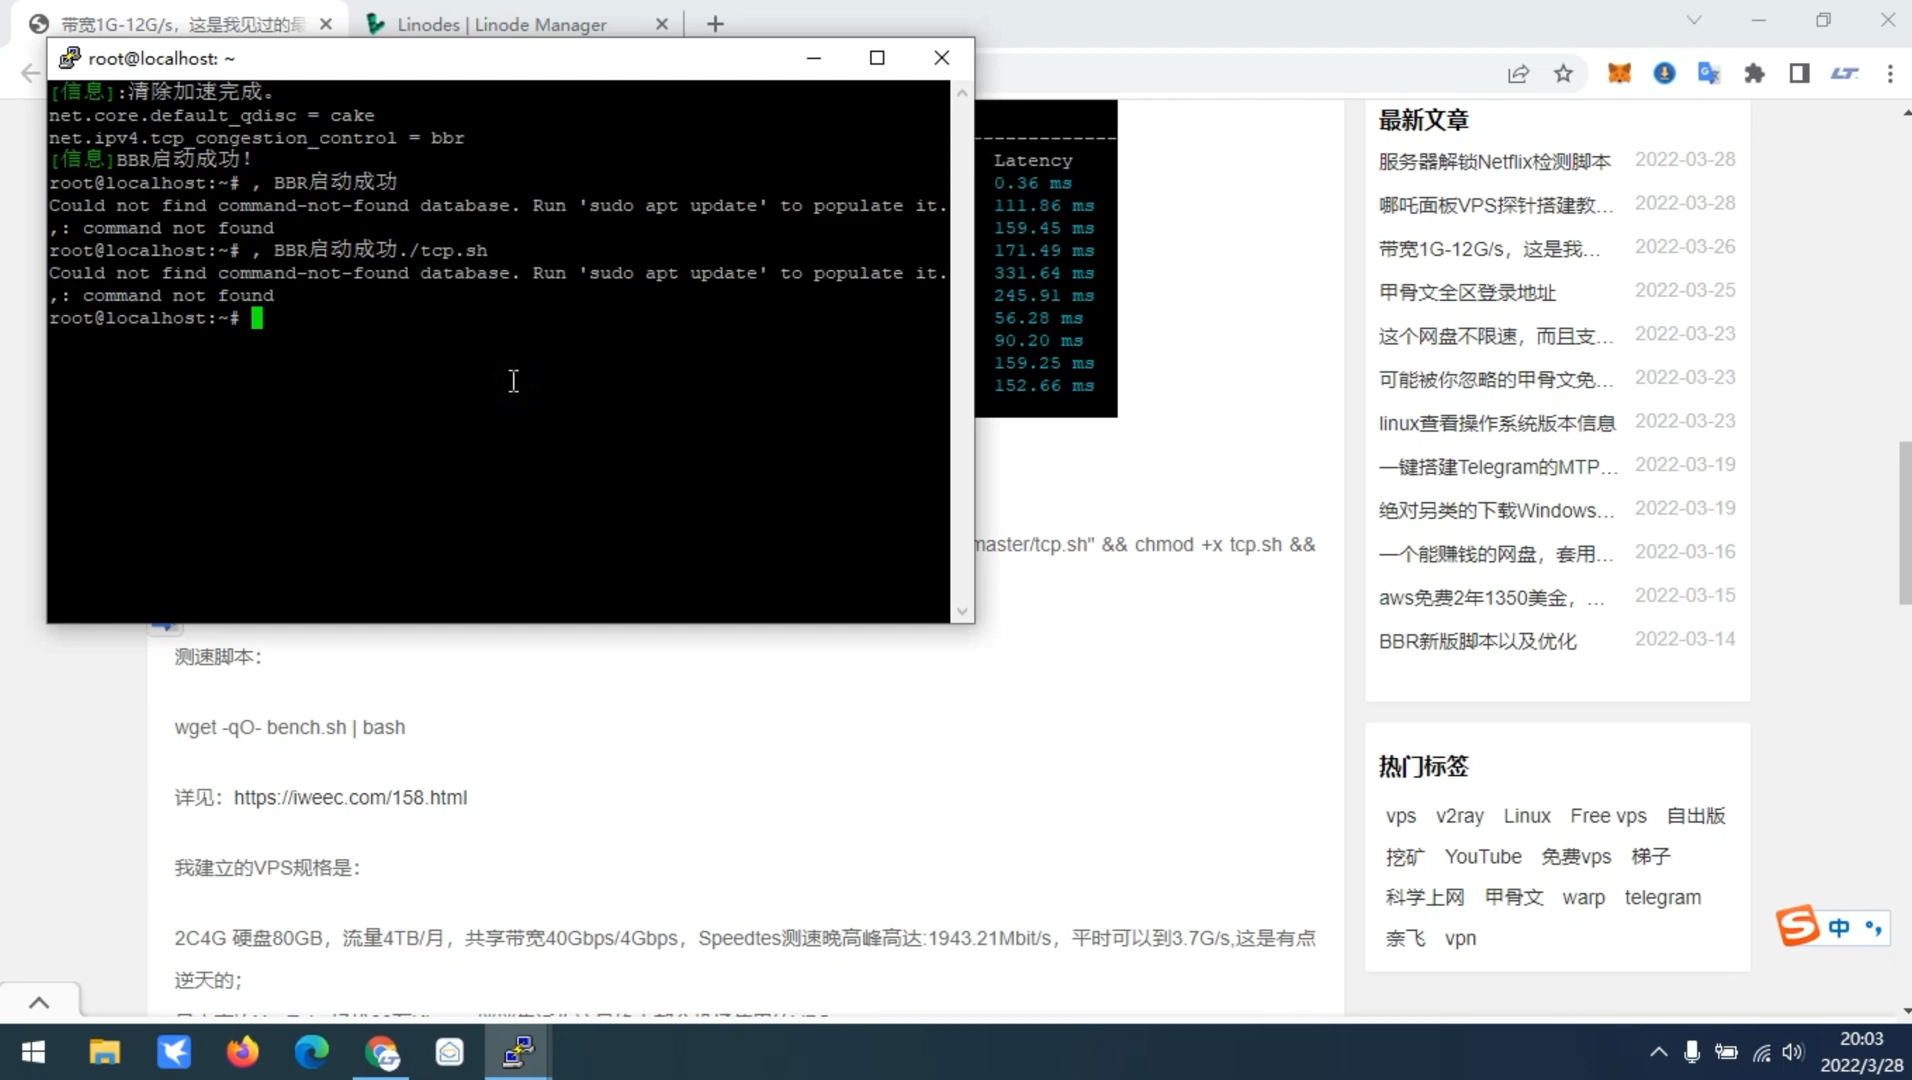 带宽1G-12G/s，这是我见过的最
Linodes | Linode Manager
root@localhost: ~
[信息]:清除加速完成。
net.core.default_qdisc = cake
net.ipv4.tcp_congestion_control = bbr
[信息]BBR启动成功!
root@localhost:~# , BBR启动成功
Could not find command-not-found database. Run 'sudo apt update' to populate it.
,: command not found
root@localhost:~# , BBR启动成功./tcp.sh
Could not find command-not-found database. Run 'sudo apt update' to populate it.
,: command not found
root@localhost:~#
Latency
0.36 ms
111.86 ms
159.45 ms
171.49 ms
331.64 ms
245.91 ms
56.28 ms
90.20 ms
159.25 ms
152.66 ms
master/tcp.sh" && chmod +x tcp.sh &&
测速脚本：
wget -qO- bench.sh | bash
详见：https://iweec.com/158.html
我建立的VPS规格是：
2C4G 硬盘80GB，流量4TB/月，共享带宽40Gbps/4Gbps，Speedtes测速晚高峰高达:1943.21Mbit/s，平时可以到3.7G/s,这是有点
逆天的；
最新文章
服务器解锁Netflix检测脚本 2022-03-28
哪吒面板VPS探针搭建教... 2022-03-28
带宽1G-12G/s，这是我... 2022-03-26
甲骨文全区登录地址 2022-03-25
这个网盘不限速，而且支... 2022-03-23
可能被你忽略的甲骨文免... 2022-03-23
linux查看操作系统版本信息 2022-03-23
一键搭建Telegram的MTP... 2022-03-19
绝对另类的下载Windows... 2022-03-19
一个能赚钱的网盘，套用... 2022-03-16
aws免费2年1350美金，... 2022-03-15
BBR新版脚本以及优化 2022-03-14
热门标签
vps v2ray Linux Free vps 自出版
挖矿 YouTube 免费vps 梯子
科学上网 甲骨文 warp telegram
奈飞 vpn
中
20:03
2022/3/28